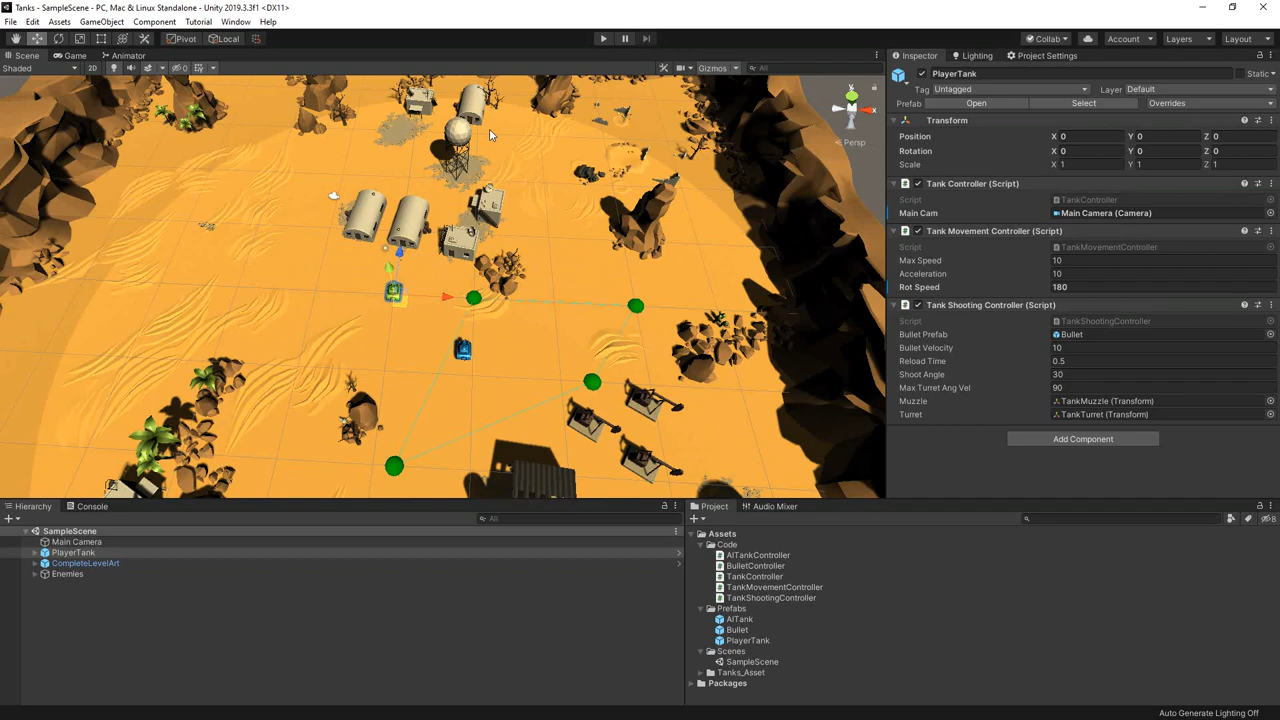 Tanks - SampleScene - PC, Mac & Linux Standalone - Unity 2019.3.3f1 <DX11>
File Edit Assets GameObject Component Tutorial Window Help
Pivot Local Collab Account Layers Layout
Scene Game Animator
Shaded 2D 0 Gizmos All
y
x
Persp
Inspector Lighting Project Settings
PlayerTank Static
Tag Untagged Layer Default
Prefab Open Select Overrides
Transform
Position X 0 Y 0 Z 0
Rotation X 0 Y 0 Z 0
Scale X 1 Y 1 Z 1
Tank Controller (Script)
Script TankController
Main Cam Main Camera (Camera)
Tank Movement Controller (Script)
Script TankMovementController
Max Speed 10
Acceleration 10
Rot Speed 180
Tank Shooting Controller (Script)
Script TankShootingController
Bullet Prefab Bullet
Bullet Velocity 10
Reload Time 0.5
Shoot Angle 30
Max Turret Ang Vel 90
Muzzle TankMuzzle (Transform)
Turret TankTurret (Transform)
Add Component
Hierarchy Console
All
SampleScene
Main Camera
PlayerTank
CompleteLevelArt
Enemies
Project Audio Mixer
8
Assets
Code
AITankController
BulletController
TankController
TankMovementController
TankShootingController
Prefabs
AITank
Bullet
PlayerTank
Scenes
SampleScene
Tanks_Asset
Packages
Auto Generate Lighting Off